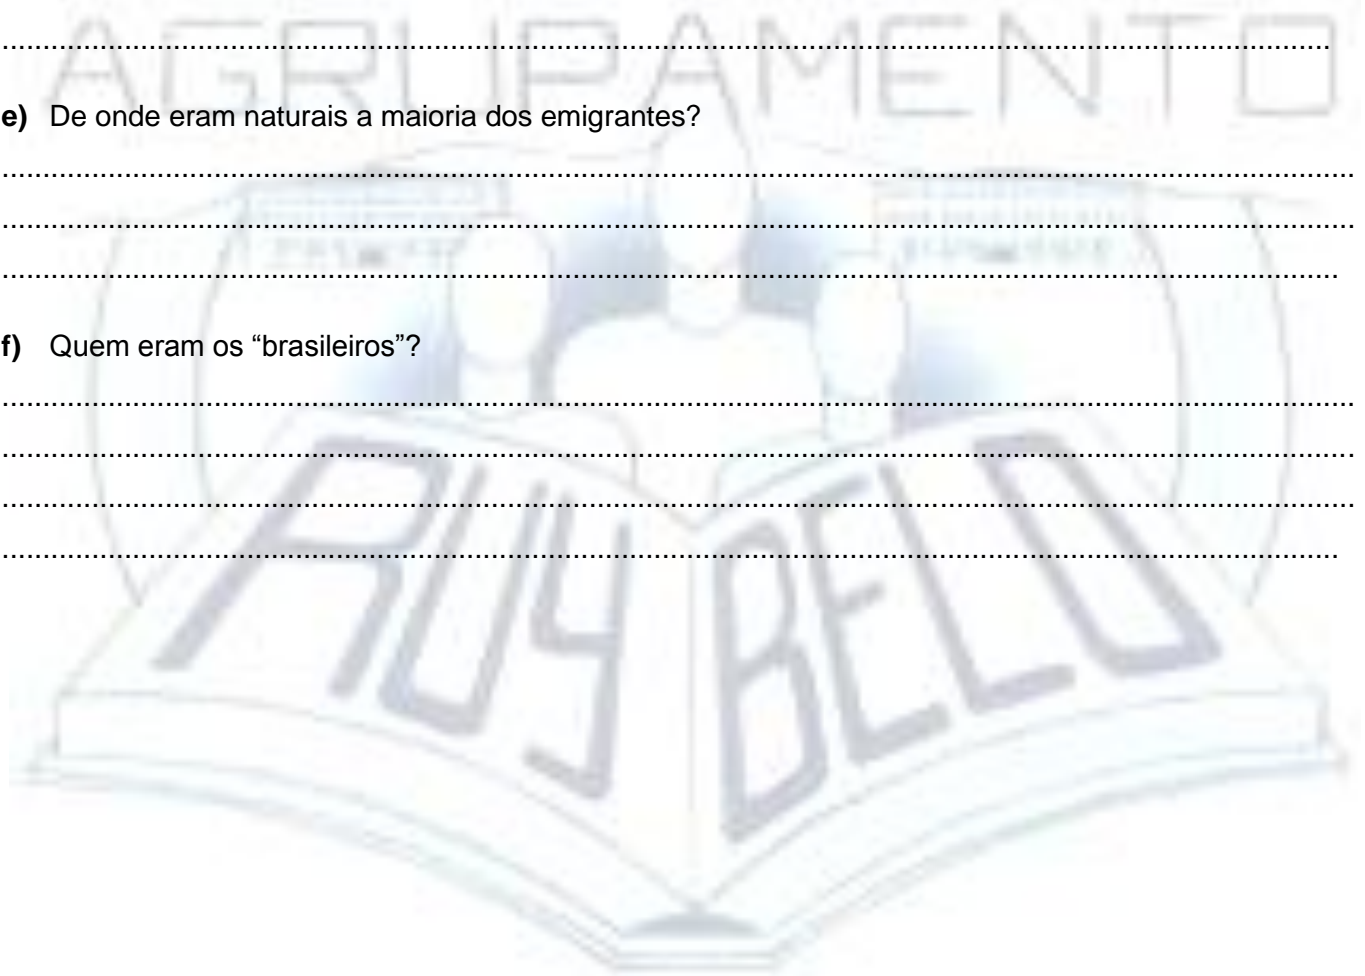 AGRUPAMENTO
e) De onde eram naturais a maioria dos emigrantes?
f) Quem eram os “brasileiros”?
RUY BELO